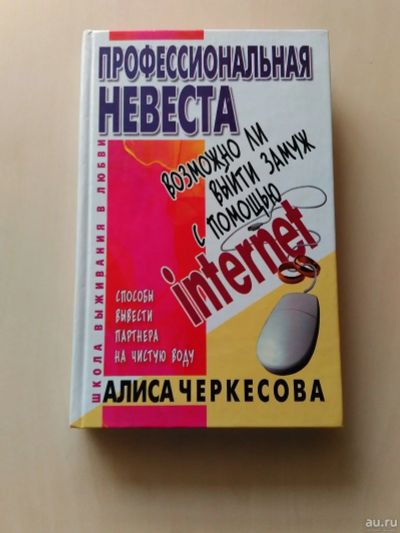 ПРОФЕССИОНАЛЬНАЯ
НЕВЕСТА
ВОЗМОЖНО ЛИ
ВЫЙТИ ЗАМУЖ
С ПОМОЩЬЮ
internet
ШКОЛА ВЫЖИВАНИЯ В ЛЮБВИ
СПОСОБЫ
ВЫВЕСТИ
ПАРТНЕРА
НА ЧИСТУЮ ВОДУ
АЛИСА ЧЕРКЕСОВА
au.ru